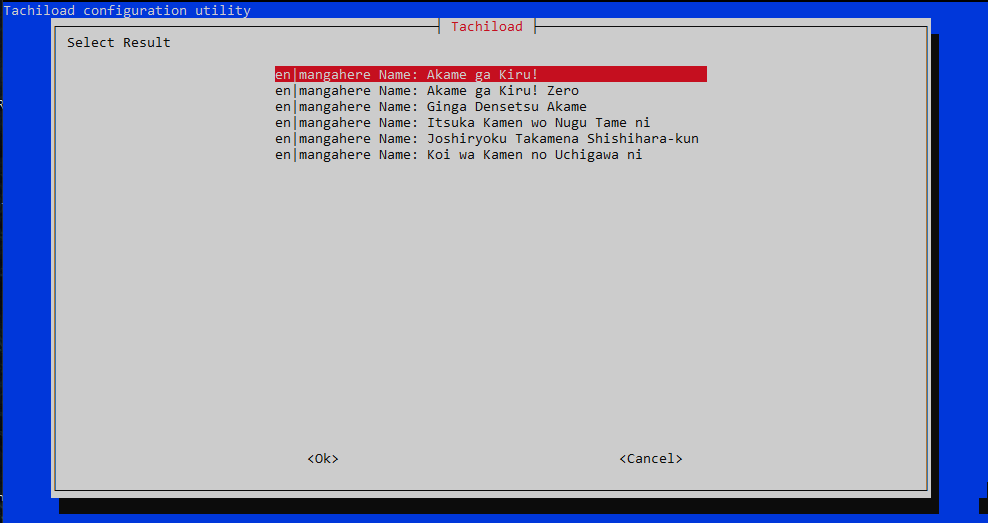 Tachiload configuration utility
Tachiload
Select Result
en|mangahere Name: Akame ga Kiru!
en|mangahere Name: Akame ga Kiru! Zero
en|mangahere Name: Ginga Densetsu Akame
en|mangahere Name: Itsuka Kamen wo Nugu Tame ni
en|mangahere Name: Joshiryoku Takamena Shishihara-kun
en|mangahere Name: Koi wa Kamen no Uchigawa ni
<Ok> <Cancel>